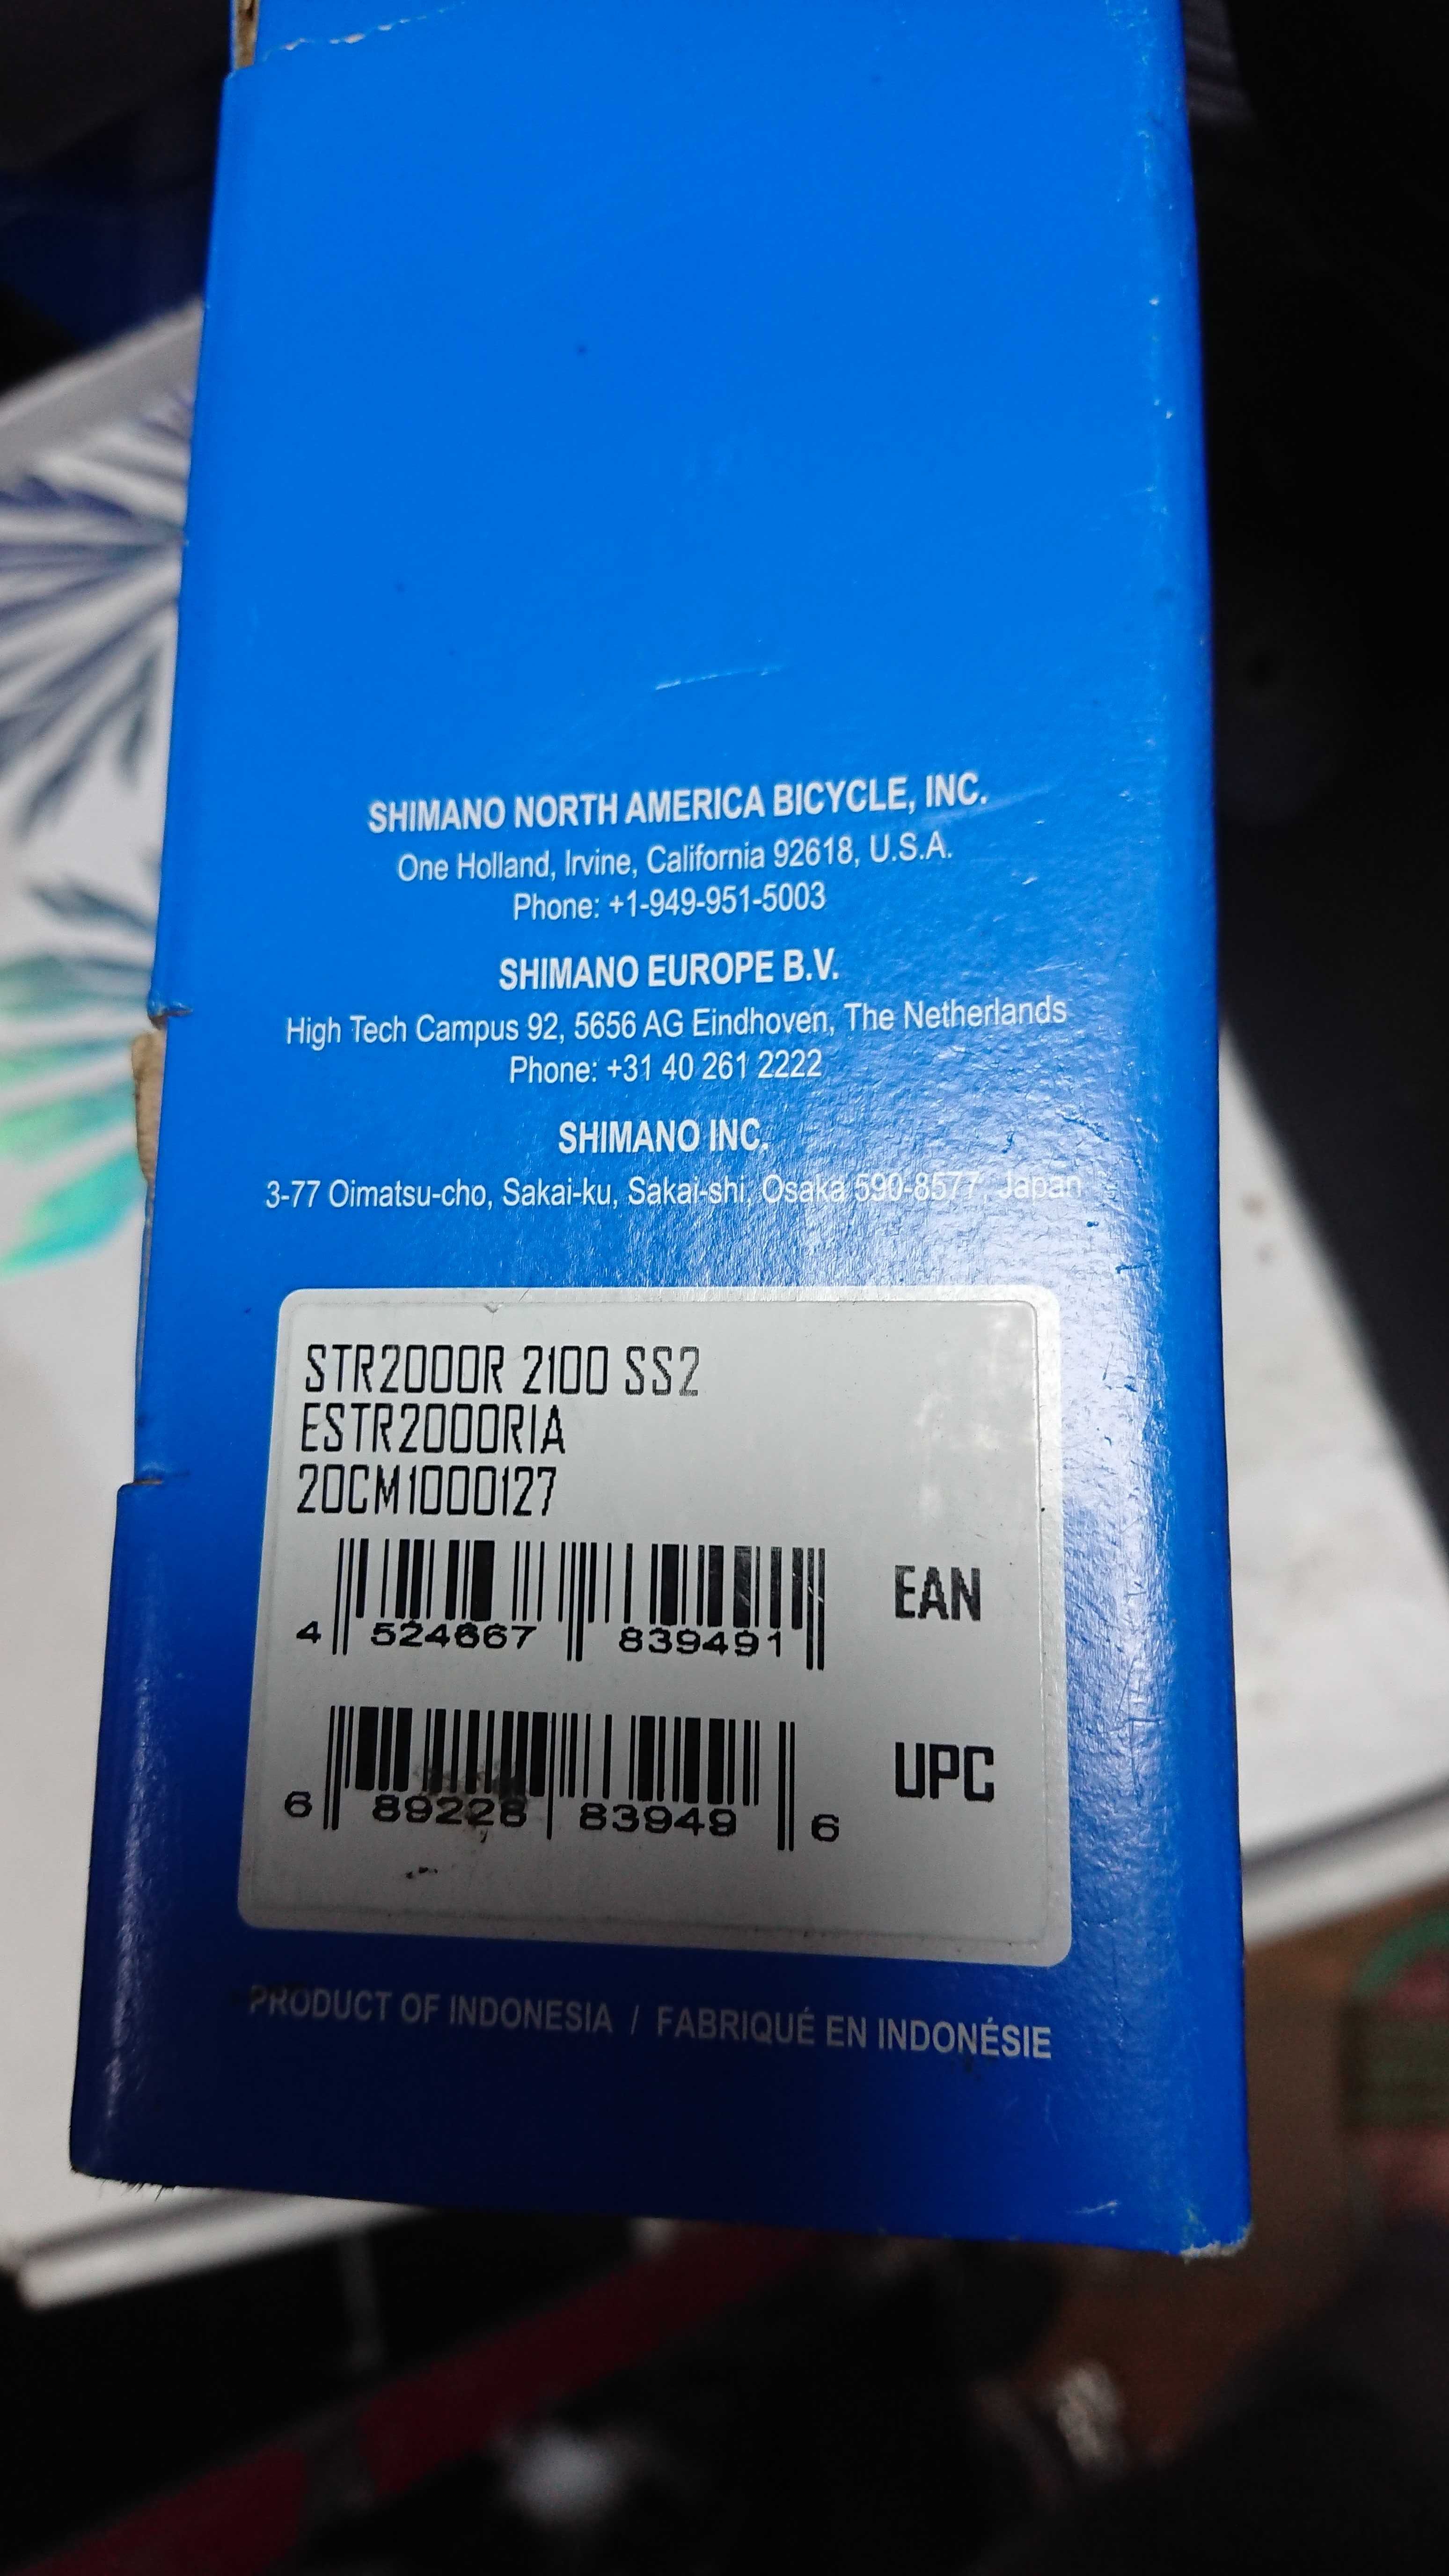 SHIMANO NORTH AMERICA BICYCLE, INC.
One Holland, Irvine, California 92618, U.S.A.
Phone: +1-949-951-5003
SHIMANO EUROPE B.V.
High Tech Campus 92, 5656 AG Eindhoven, The Netherlands
Phone: +31 40 261 2222
SHIMANO INC.
3-77 Oimatsu-cho, Sakai-ku, Sakai-shi, Osaka 590-8577, Japan
STR2000R 2100 SS2
ESTR2000RIA
20CM1000127
4 524667 839491 EAN
6 89228 83949 6 UPC
PRODUCT OF INDONESIA / FABRIQUÉ EN INDONÉSIE